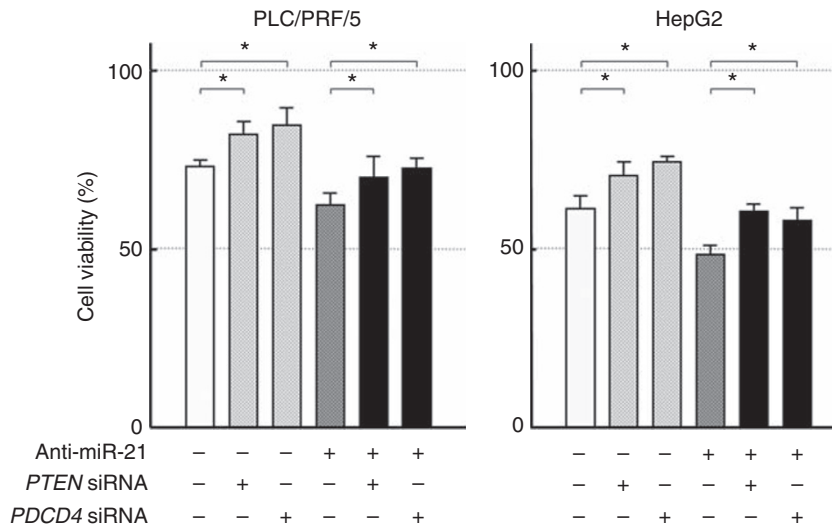 PLC/PRF/5 HepG2
* *
* *
* *
* *
100 100
50 50
0 0
Cell viability (%)
Anti-miR-21 – – – + + + – – – + + +
PTEN siRNA – + – – + – – + – – + –
PDCD4 siRNA – – + – – + – – + – – +